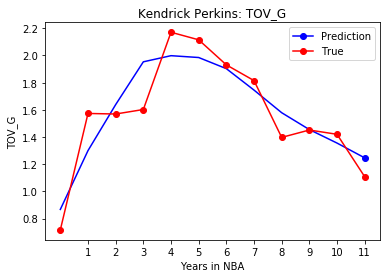 Kendrick Perkins: TOV_G
Prediction
True
2.2
2.0
1.8
1.6
1.4
1.2
1.0
0.8
TOV_G
1 2 3 4 5 6 7 8 9 10 11
Years in NBA